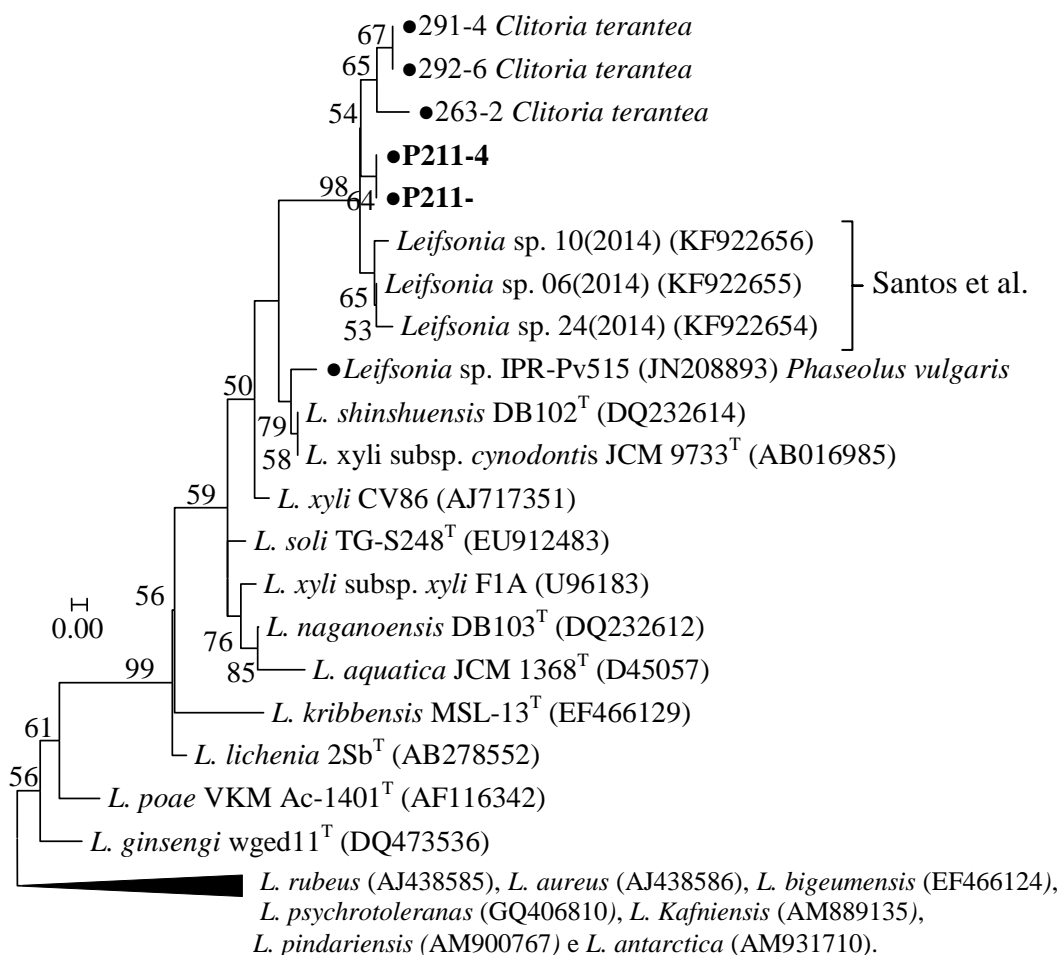 67
●291-4 Clitoria terantea
65
●292-6 Clitoria terantea
54
●263-2 Clitoria terantea
●P211-4
98
64
●P211-
Leifsonia sp. 10(2014) (KF922656)
65
Leifsonia sp. 06(2014) (KF922655)
Santos et al.
53
Leifsonia sp. 24(2014) (KF922654)
●Leifsonia sp. IPR-Pv515 (JN208893) Phaseolus vulgaris
50
79
L. shinshuensis DB102T (DQ232614)
58
L. xyli subsp. cynodontis JCM 9733T (AB016985)
59
L. xyli CV86 (AJ717351)
L. soli TG-S248T (EU912483)
56
L. xyli subsp. xyli F1A (U96183)
0.00
76
L. naganoensis DB103T (DQ232612)
99
85
L. aquatica JCM 1368T (D45057)
61
L. kribbensis MSL-13T (EF466129)
L. lichenia 2SbT (AB278552)
56
L. poae VKM Ac-1401T (AF116342)
L. ginsengi wged11T (DQ473536)
L. rubeus (AJ438585), L. aureus (AJ438586), L. bigeumensis (EF466124),
L. psychrotoleranas (GQ406810), L. Kafniensis (AM889135),
L. pindariensis (AM900767) e L. antarctica (AM931710).